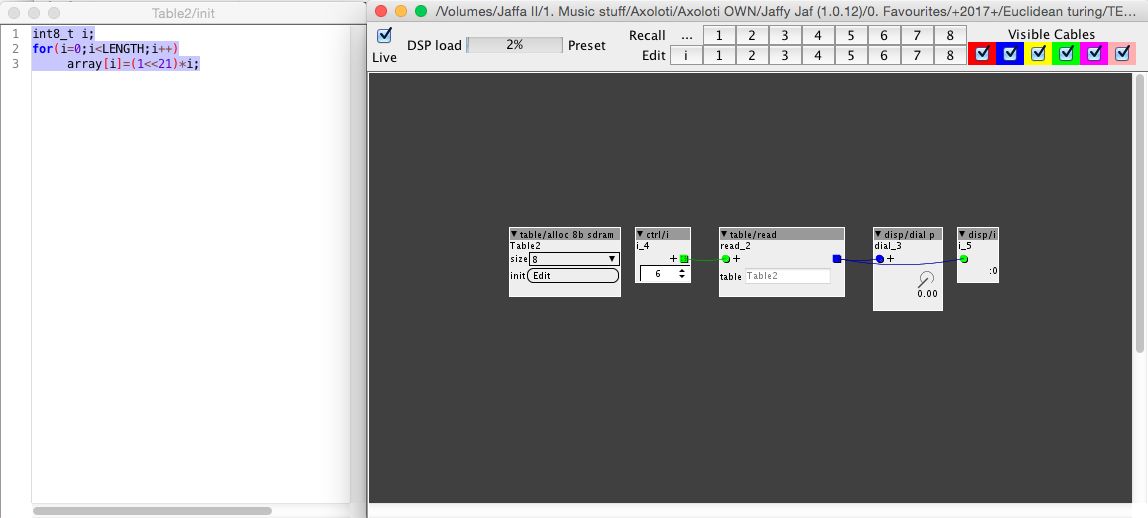 Table2/init
1 int8_t i;
2 for(i=0;i<LENGTH;i++)
3 array[i]=(1<<21)*i;
/Volumes/Jaffa II/1. Music stuff/Axoloti/Axoloti OWN/Jaffy Jaf (1.0.12)/0. Favourites/+2017+/Euclidean turing/TE...
Live
DSP load 2% Preset
Recall ... 1 2 3 4 5 6 7 8
Edit i 1 2 3 4 5 6 7 8
Visible Cables
table/alloc 8b sdram
Table2
size 8
init Edit
ctrl/i
i_4
+
6
table/read
read_2
+
table Table2
disp/dial p
dial_3
+
0.00
disp/i
i_5
:0